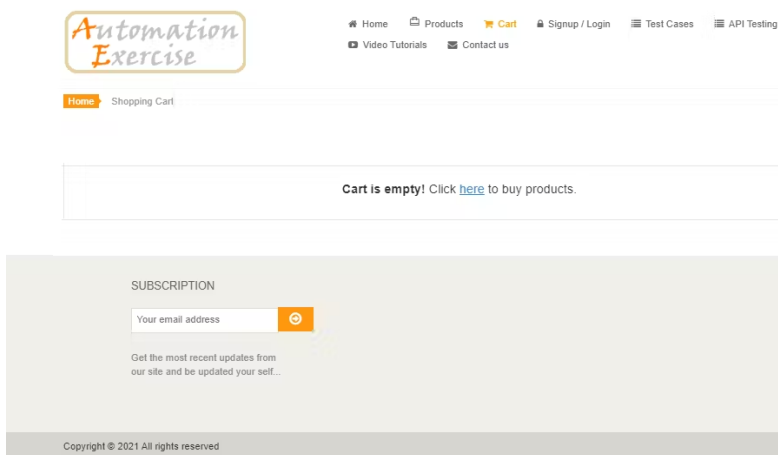 Automation
Exercise
Home Products Cart Signup / Login Test Cases API Testing
Video Tutorials Contact us
Home Shopping Cart
Cart is empty! Click here to buy products.
SUBSCRIPTION
Your email address
Get the most recent updates from
our site and be updated your self...
Copyright © 2021 All rights reserved